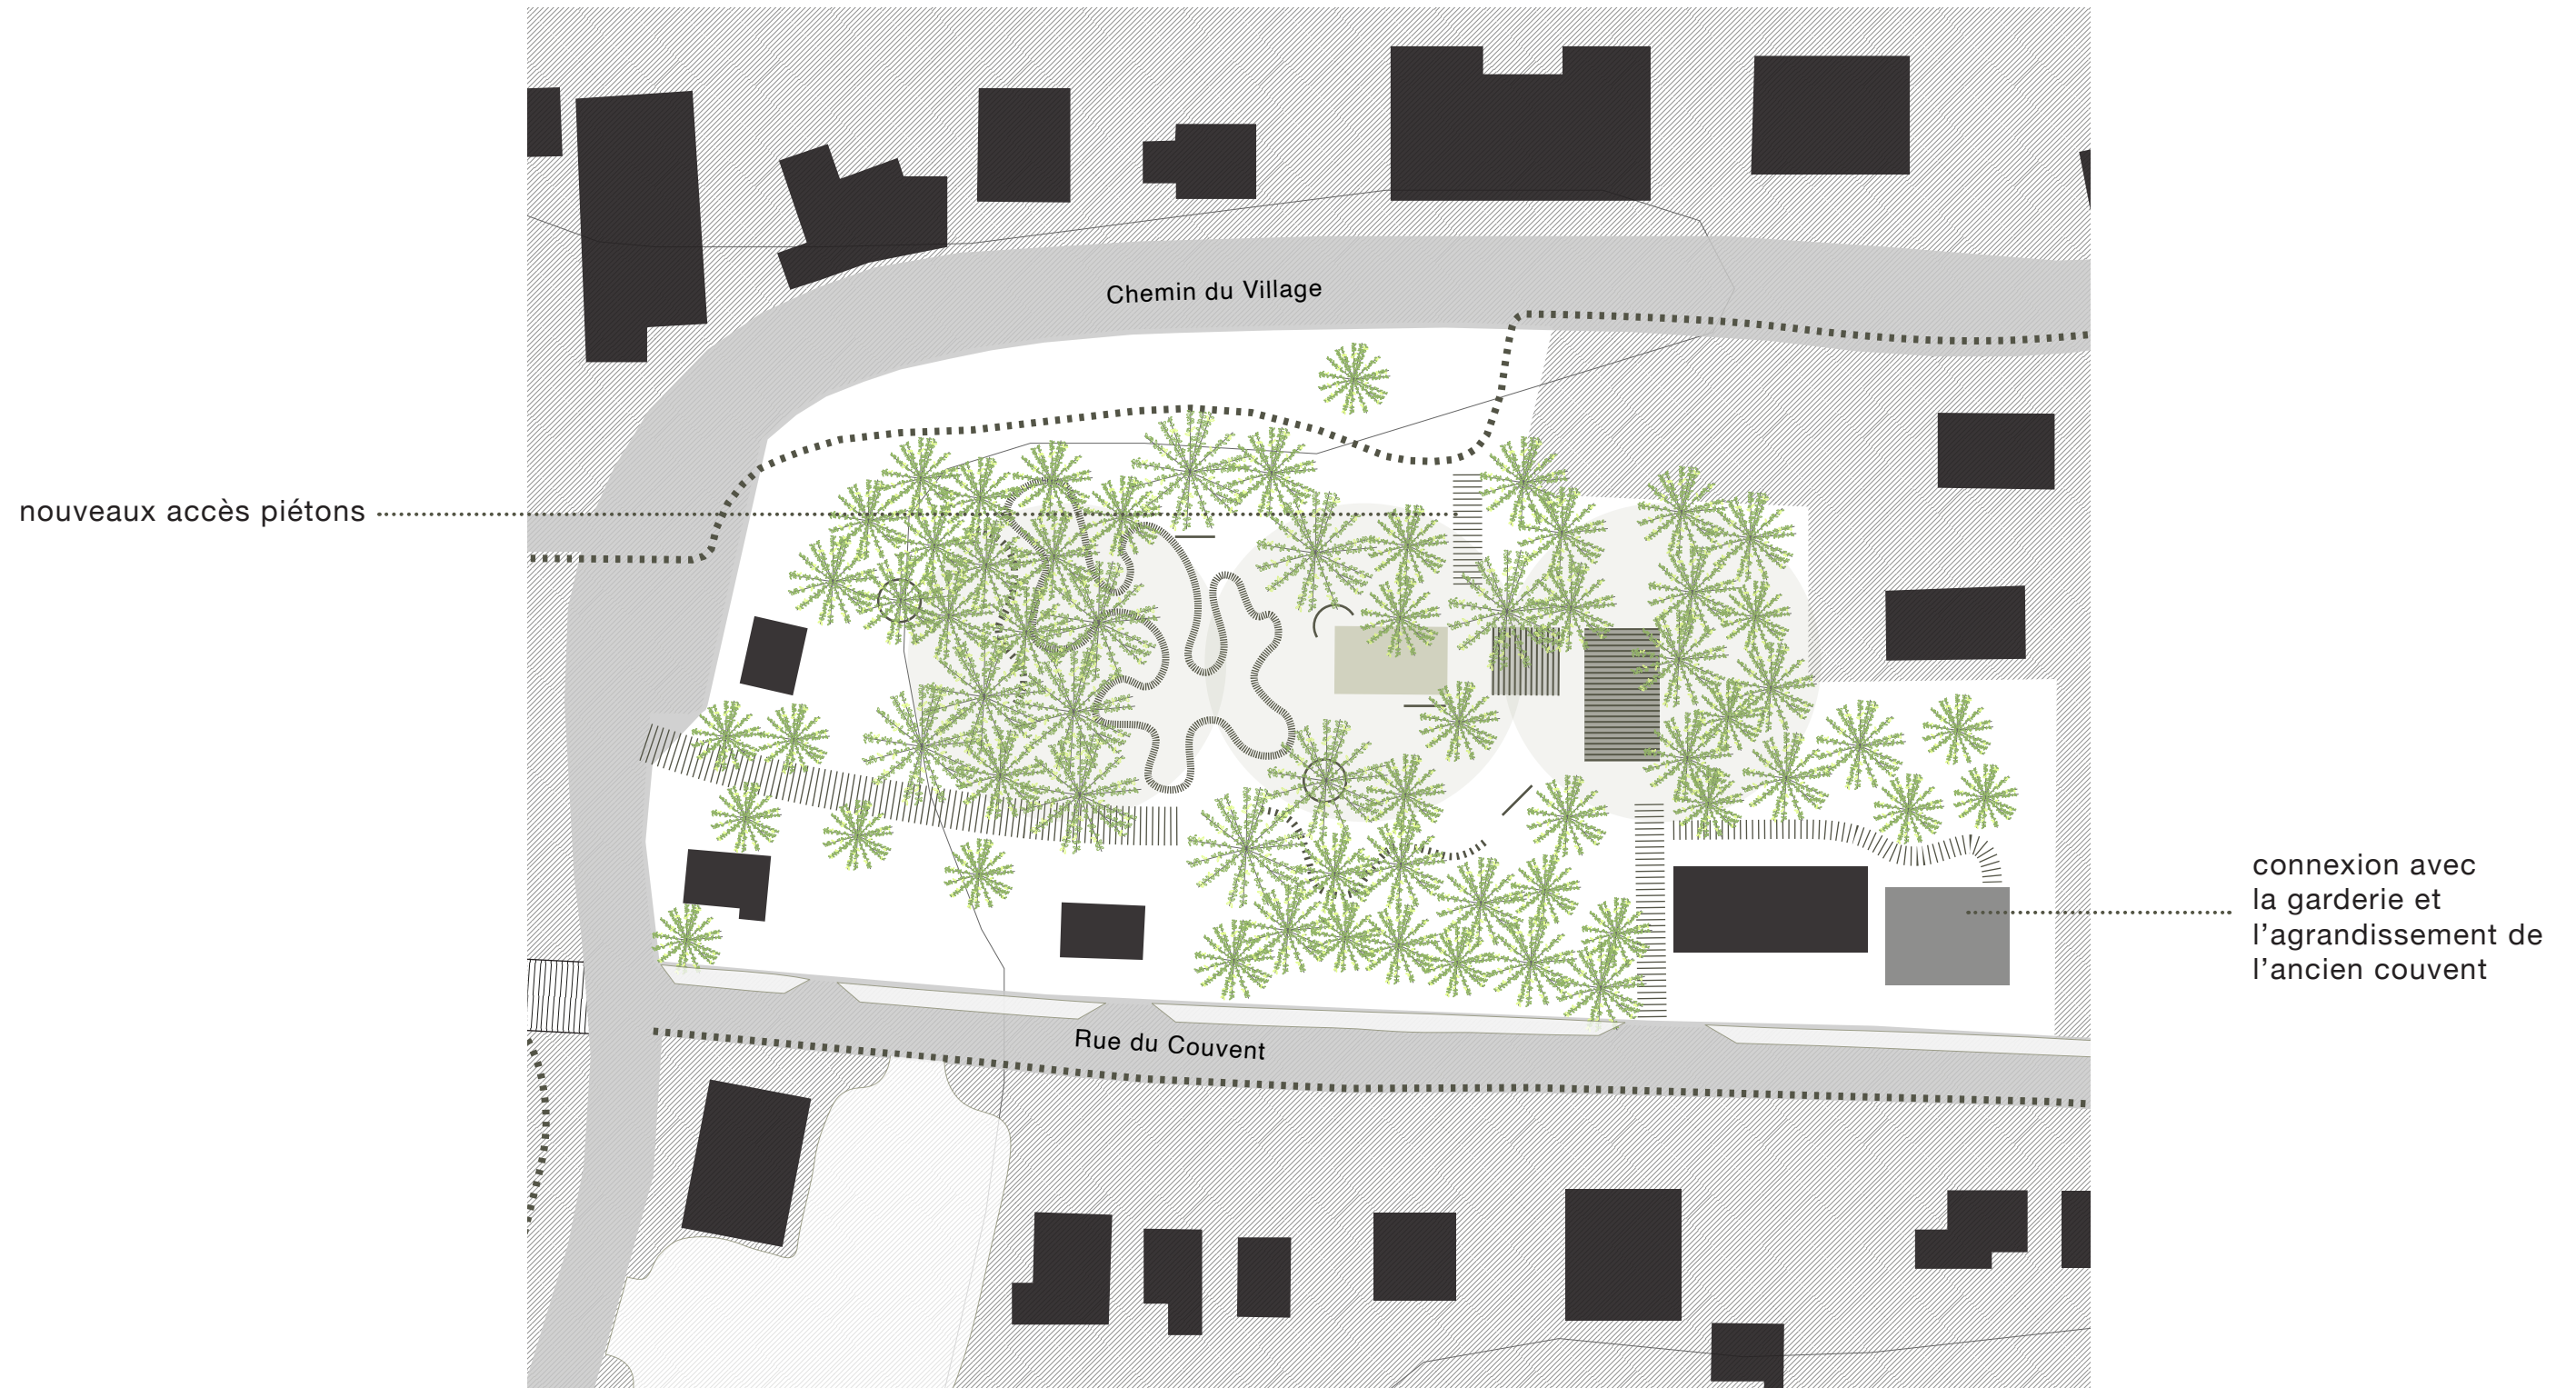 Chemin du Village
nouveaux accès piétons
connexion avec
la garderie et
l’agrandissement de
l’ancien couvent
Rue du Couvent